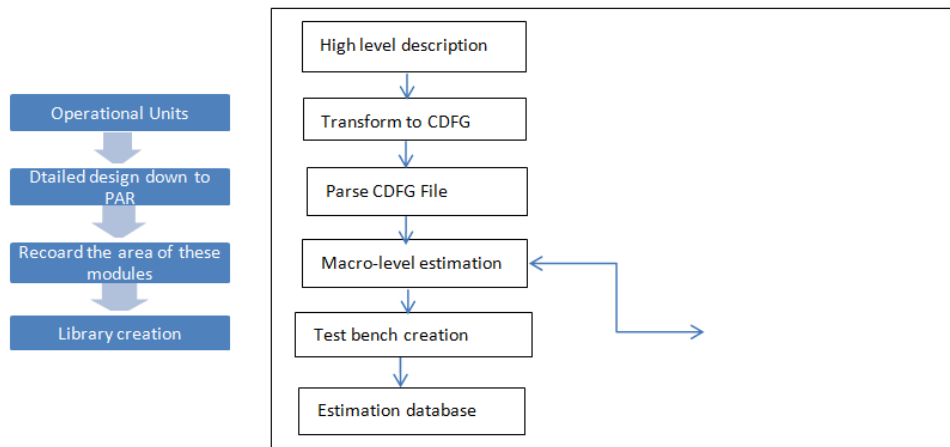 Operational Units
Dtailed design down to
PAR
Recoard the area of these
modules
Library creation
High level description
Transform to CDFG
Parse CDFG File
Macro-level estimation
Test bench creation
Estimation database